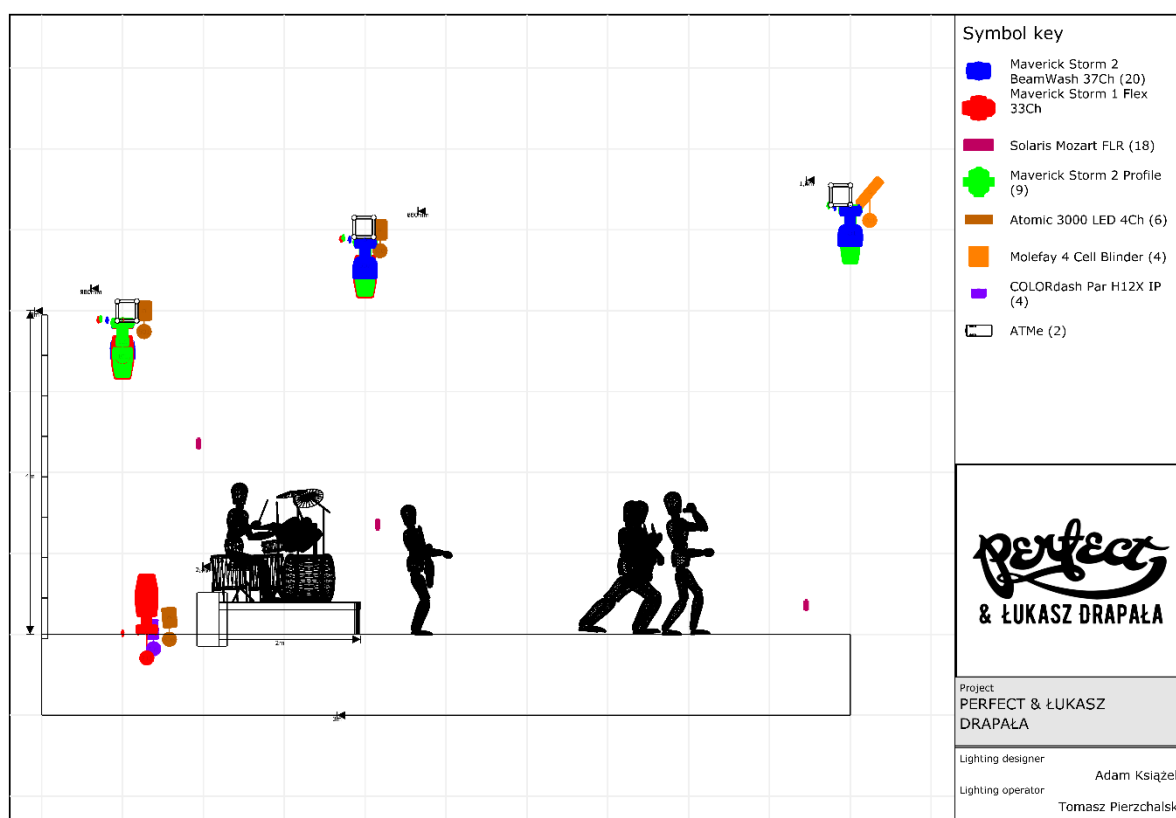 Symbol key
Maverick Storm 2
BeamWash 37Ch (20)
Maverick Storm 1 Flex
33Ch
Solaris Mozart FLR (18)
Maverick Storm 2 Profile
(9)
Atomic 3000 LED 4Ch (6)
Molefay 4 Cell Blinder (4)
COLORdash Par H12X IP
(4)
ATMe (2)
2m
perfect
& ŁUKASZ DRAPAŁA
Project
PERFECT & ŁUKASZ
DRAPAŁA
Lighting designer
Adam Książe
Lighting operator
Tomasz Pierzchalsk